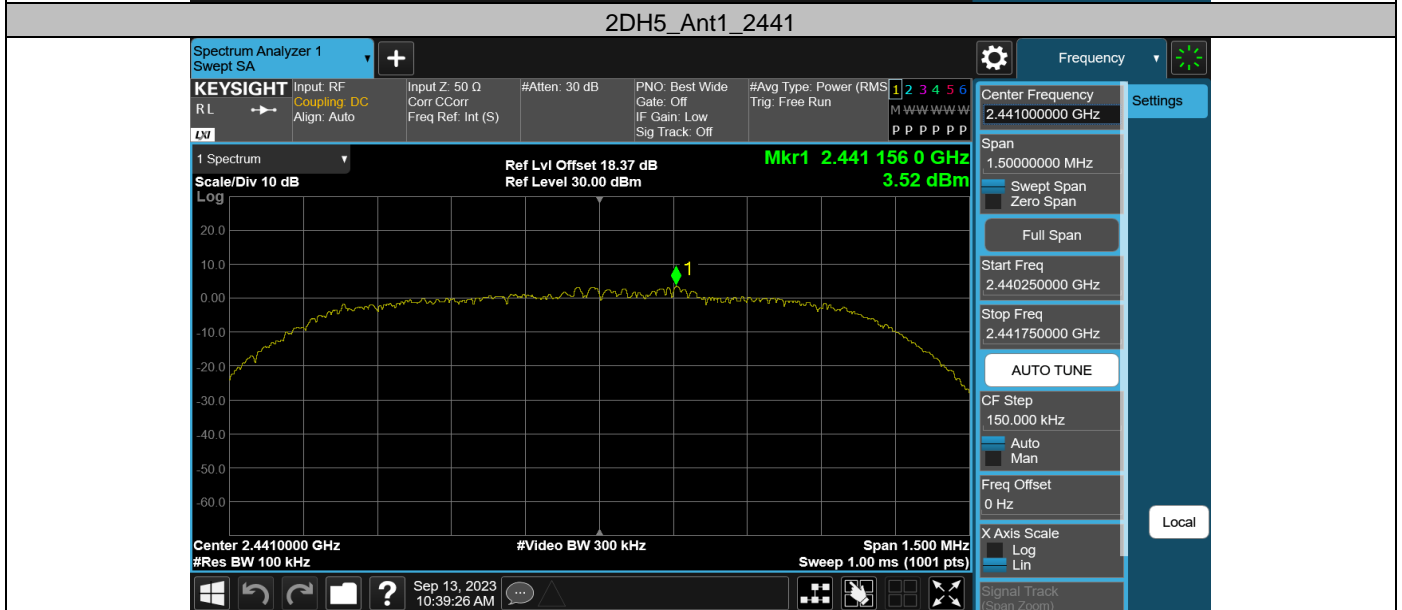 2DH5_Ant1_2441
Spectrum Analyzer 1
Swept SA
Frequency
KEYSIGHT
RL
LXI
Input: RF
Coupling: DC
Align: Auto
Input Z: 50 Ω
Corr CCorr
Freq Ref: Int (S)
#Atten: 30 dB
PNO: Best Wide
Gate: Off
IF Gain: Low
Sig Track: Off
#Avg Type: Power (RMS
Trig: Free Run
1 2 3 4 5 6
M W W W W W
P P P P P P
1 Spectrum
Scale/Div 10 dB
Log
Ref Lvl Offset 18.37 dB
Ref Level 30.00 dBm
Mkr1 2.441 156 0 GHz
3.52 dBm
20.0
10.0
0.00
-10.0
-20.0
-30.0
-40.0
-50.0
-60.0
1
Center 2.4410000 GHz
#Res BW 100 kHz
#Video BW 300 kHz
Span 1.500 MHz
Sweep 1.00 ms (1001 pts)
Center Frequency
2.441000000 GHz
Span
1.50000000 MHz
Swept Span
Zero Span
Full Span
Start Freq
2.440250000 GHz
Stop Freq
2.441750000 GHz
AUTO TUNE
CF Step
150.000 kHz
Auto
Man
Freq Offset
0 Hz
X Axis Scale
Log
Lin
Signal Track
(Span Zoom)
Settings
Local
?
Sep 13, 2023
10:39:26 AM